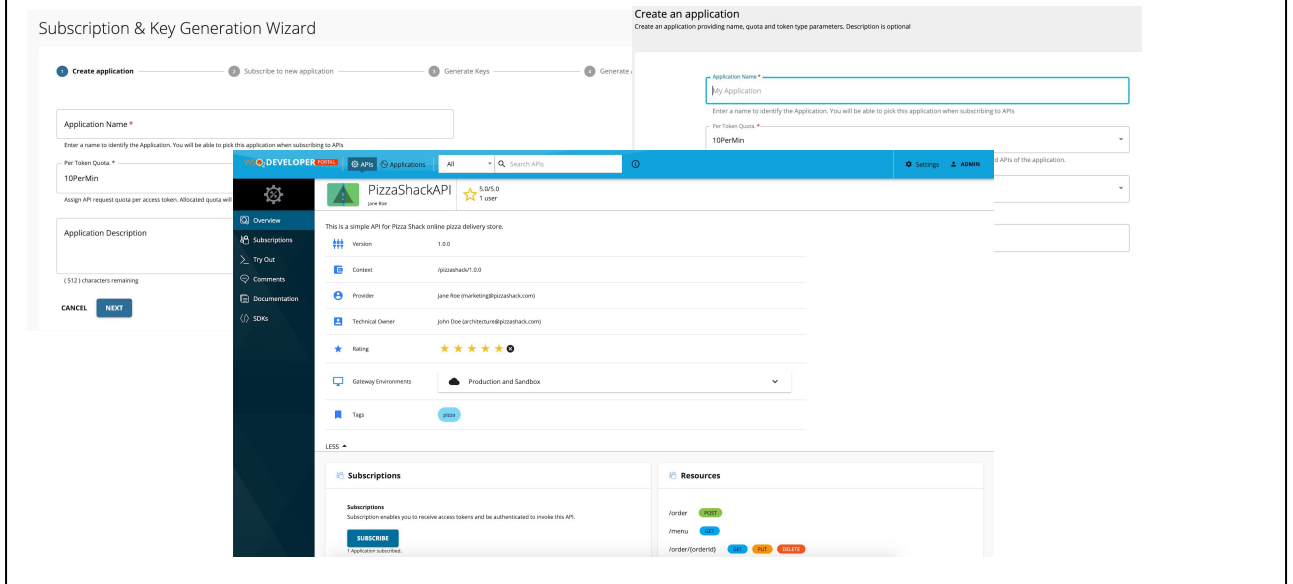 Subscription & Key Generation Wizard
1 Create application
2 Subscribe to new application
3 Generate Keys
4 Generate
Application Name *
Enter a name to identify the Application. You will be able to pick this application when subscribing to APIs
Per Token Quota. *
10PerMin
Assign API request quota per access token. Allocated quota will
Application Description
( 512 ) characters remaining
CANCEL
NEXT
Create an application
Create an application providing name, quota and token type parameters. Description is optional
Application Name *
My Application
Enter a name to identify the Application. You will be able to pick this application when subscribing to APIs
Per Token Quota. *
10PerMin
d APIs of the application.
DEVELOPER PORTAL
APIs
Applications
All
Search APIs
Settings
ADMIN
Overview
Subscriptions
Try Out
Comments
Documentation
SDKs
PizzaShackAPI
Jane Roe
5.0/5.0
1 user
This is a simple API for Pizza Shack online pizza delivery store.
Version 1.0.0
Context /pizzashack/1.0.0
Provider Jane Roe (marketing@pizzashack.com)
Technical Owner John Doe (architecture@pizzashack.com)
Rating
Gateway Environments Production and Sandbox
Tags pizza
LESS
Subscriptions
Subscriptions
Subscription enables you to receive access tokens and be authenticated to invoke this API.
SUBSCRIBE
1 Application subscribed.
Resources
/order POST
/menu GET
/order/{orderId} GET PUT DELETE